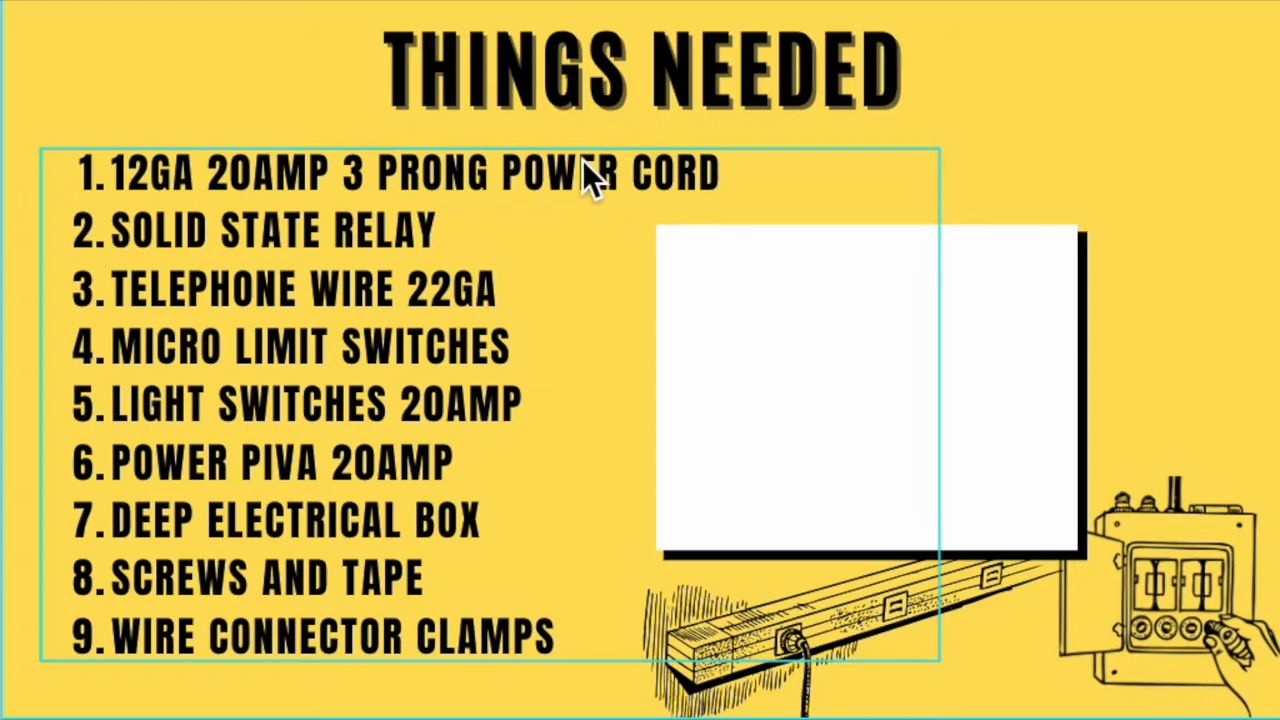 THINGS NEEDED
1. 12GA 20AMP 3 PRONG POWER CORD
2. SOLID STATE RELAY
3. TELEPHONE WIRE 22GA
4. MICRO LIMIT SWITCHES
5. LIGHT SWITCHES 20AMP
6. POWER PIVA 20AMP
7. DEEP ELECTRICAL BOX
8. SCREWS AND TAPE
9. WIRE CONNECTOR CLAMPS